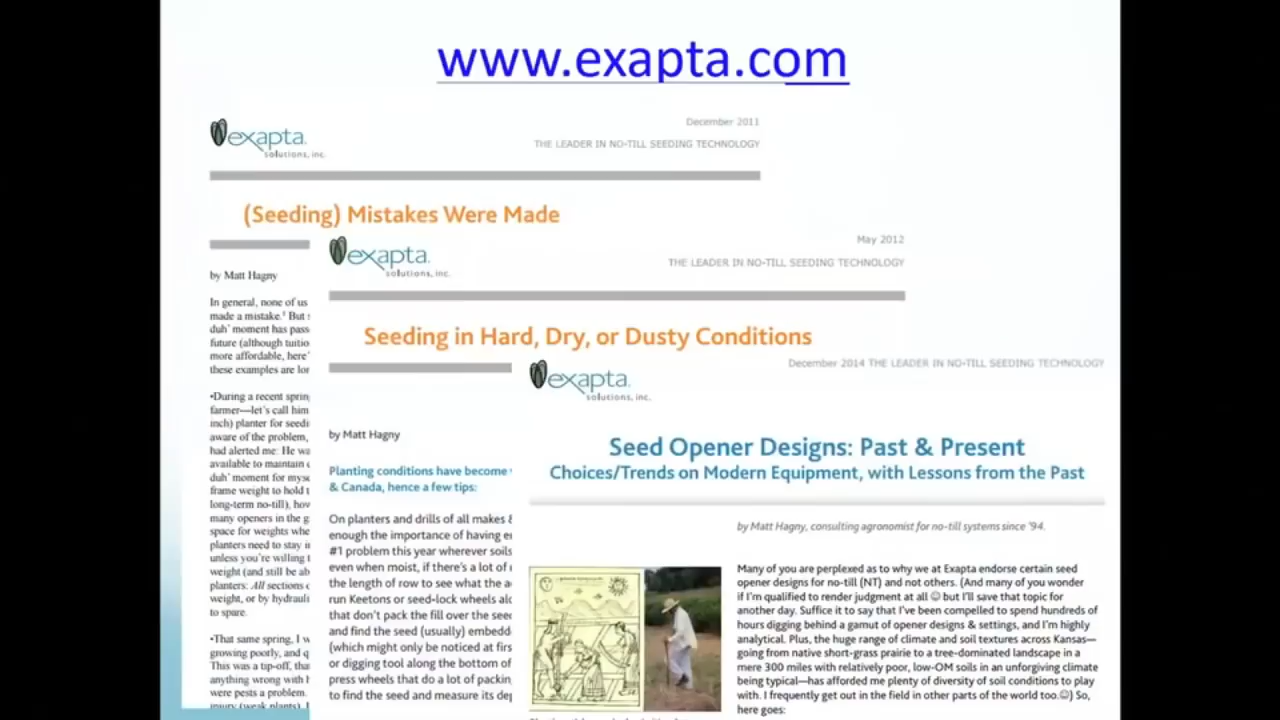 www.exapta.com
exapta.
solutions, inc.
December 2011
THE LEADER IN NO-TILL SEEDING TECHNOLOGY
(Seeding) Mistakes Were Made
by Matt Hagny
In general, none of us
made a mistake.¹ But
duh' moment has pass
future (although tuitio
more affordable, here'
these examples are lon
•During a recent spring
farmer—let's call him
inch) planter for seedi
aware of the problem,
had alerted me. He wa
available to maintain
duh' moment for myse
frame weight to hold t
long-term no-till), how
many openers in the g
space for weights whe
planters need to stay i
unless you're willing t
weight (and still be ab
planters: All sections
weight, or by hydrauli
to spare.
•That same spring, I w
growing poorly, and q
This was a tip-off, tha
anything wrong with
were pests a problem.
injury (weak plants).
exapta.
solutions, inc.
May 2012
THE LEADER IN NO-TILL SEEDING TECHNOLOGY
Seeding in Hard, Dry, or Dusty Conditions
by Matt Hagny
Planting conditions have become
& Canada, hence a few tips:
On planters and drills of all makes &
enough the importance of having
#1 problem this year wherever soils
even when moist, if there's a lot of
the length of row to see what the
run Keetons or seed-lock wheels
that don't pack the fill over the seed
and find the seed (usually) embedd
(which might only be noticed at firs
or digging tool along the bottom of
press wheels that do a lot of packin
to find the seed and measure its dep
exapta.
solutions, inc.
December 2014 THE LEADER IN NO-TILL SEEDING TECHNOLOGY
Seed Opener Designs: Past & Present
Choices/Trends on Modern Equipment, with Lessons from the Past
by Matt Hagny, consulting agronomist for no-till systems since '94.
Many of you are perplexed as to why we at Exapta endorse certain seed
opener designs for no-till (NT) and not others. (And many of you wonder
if I'm qualified to render judgment at all ☺ but I'll save that topic for
another day. Suffice it to say that I've been compelled to spend hundreds of
hours digging behind a gamut of opener designs & settings, and I'm highly
analytical. Plus, the huge range of climate and soil textures across Kansas—
going from native short-grass prairie to a tree-dominated landscape in a
mere 300 miles with relatively poor, low-OM soils in an unforgiving climate
being typical—has afforded me plenty of diversity of soil conditions to play
with. I frequently get out in the field in other parts of the world too.☺) So,
here goes: